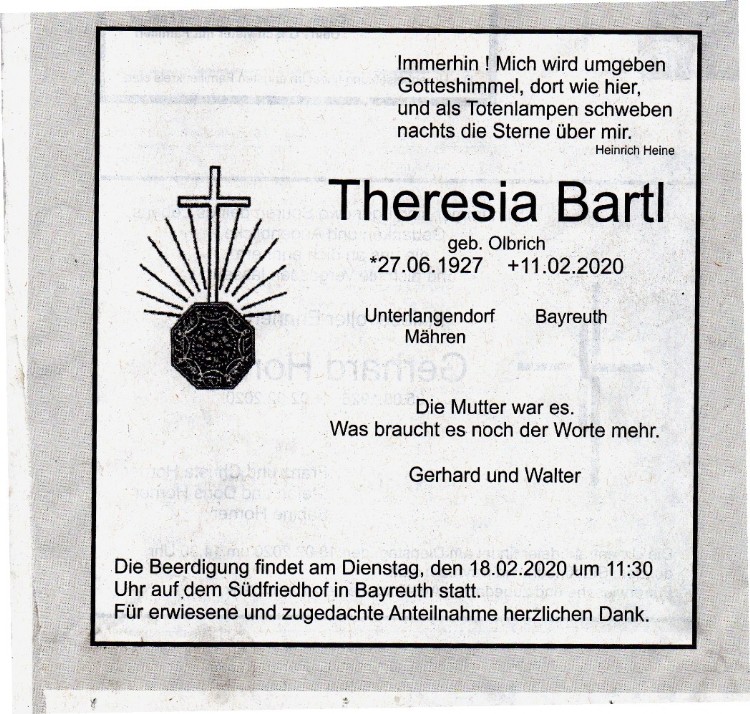 Immerhin ! Mich wird umgeben
Gotteshimmel, dort wie hier,
und als Totenlampen schweben
nachts die Sterne über mir.
Heinrich Heine
Theresia Bartl
geb. Olbrich
*27.06.1927 +11.02.2020
Unterlangendorf Bayreuth
Mähren
Die Mutter war es.
Was braucht es noch der Worte mehr.
Gerhard und Walter
Die Beerdigung findet am Dienstag, den 18.02.2020 um 11:30
Uhr auf dem Südfriedhof in Bayreuth statt.
Für erwiesene und zugedachte Anteilnahme herzlichen Dank.